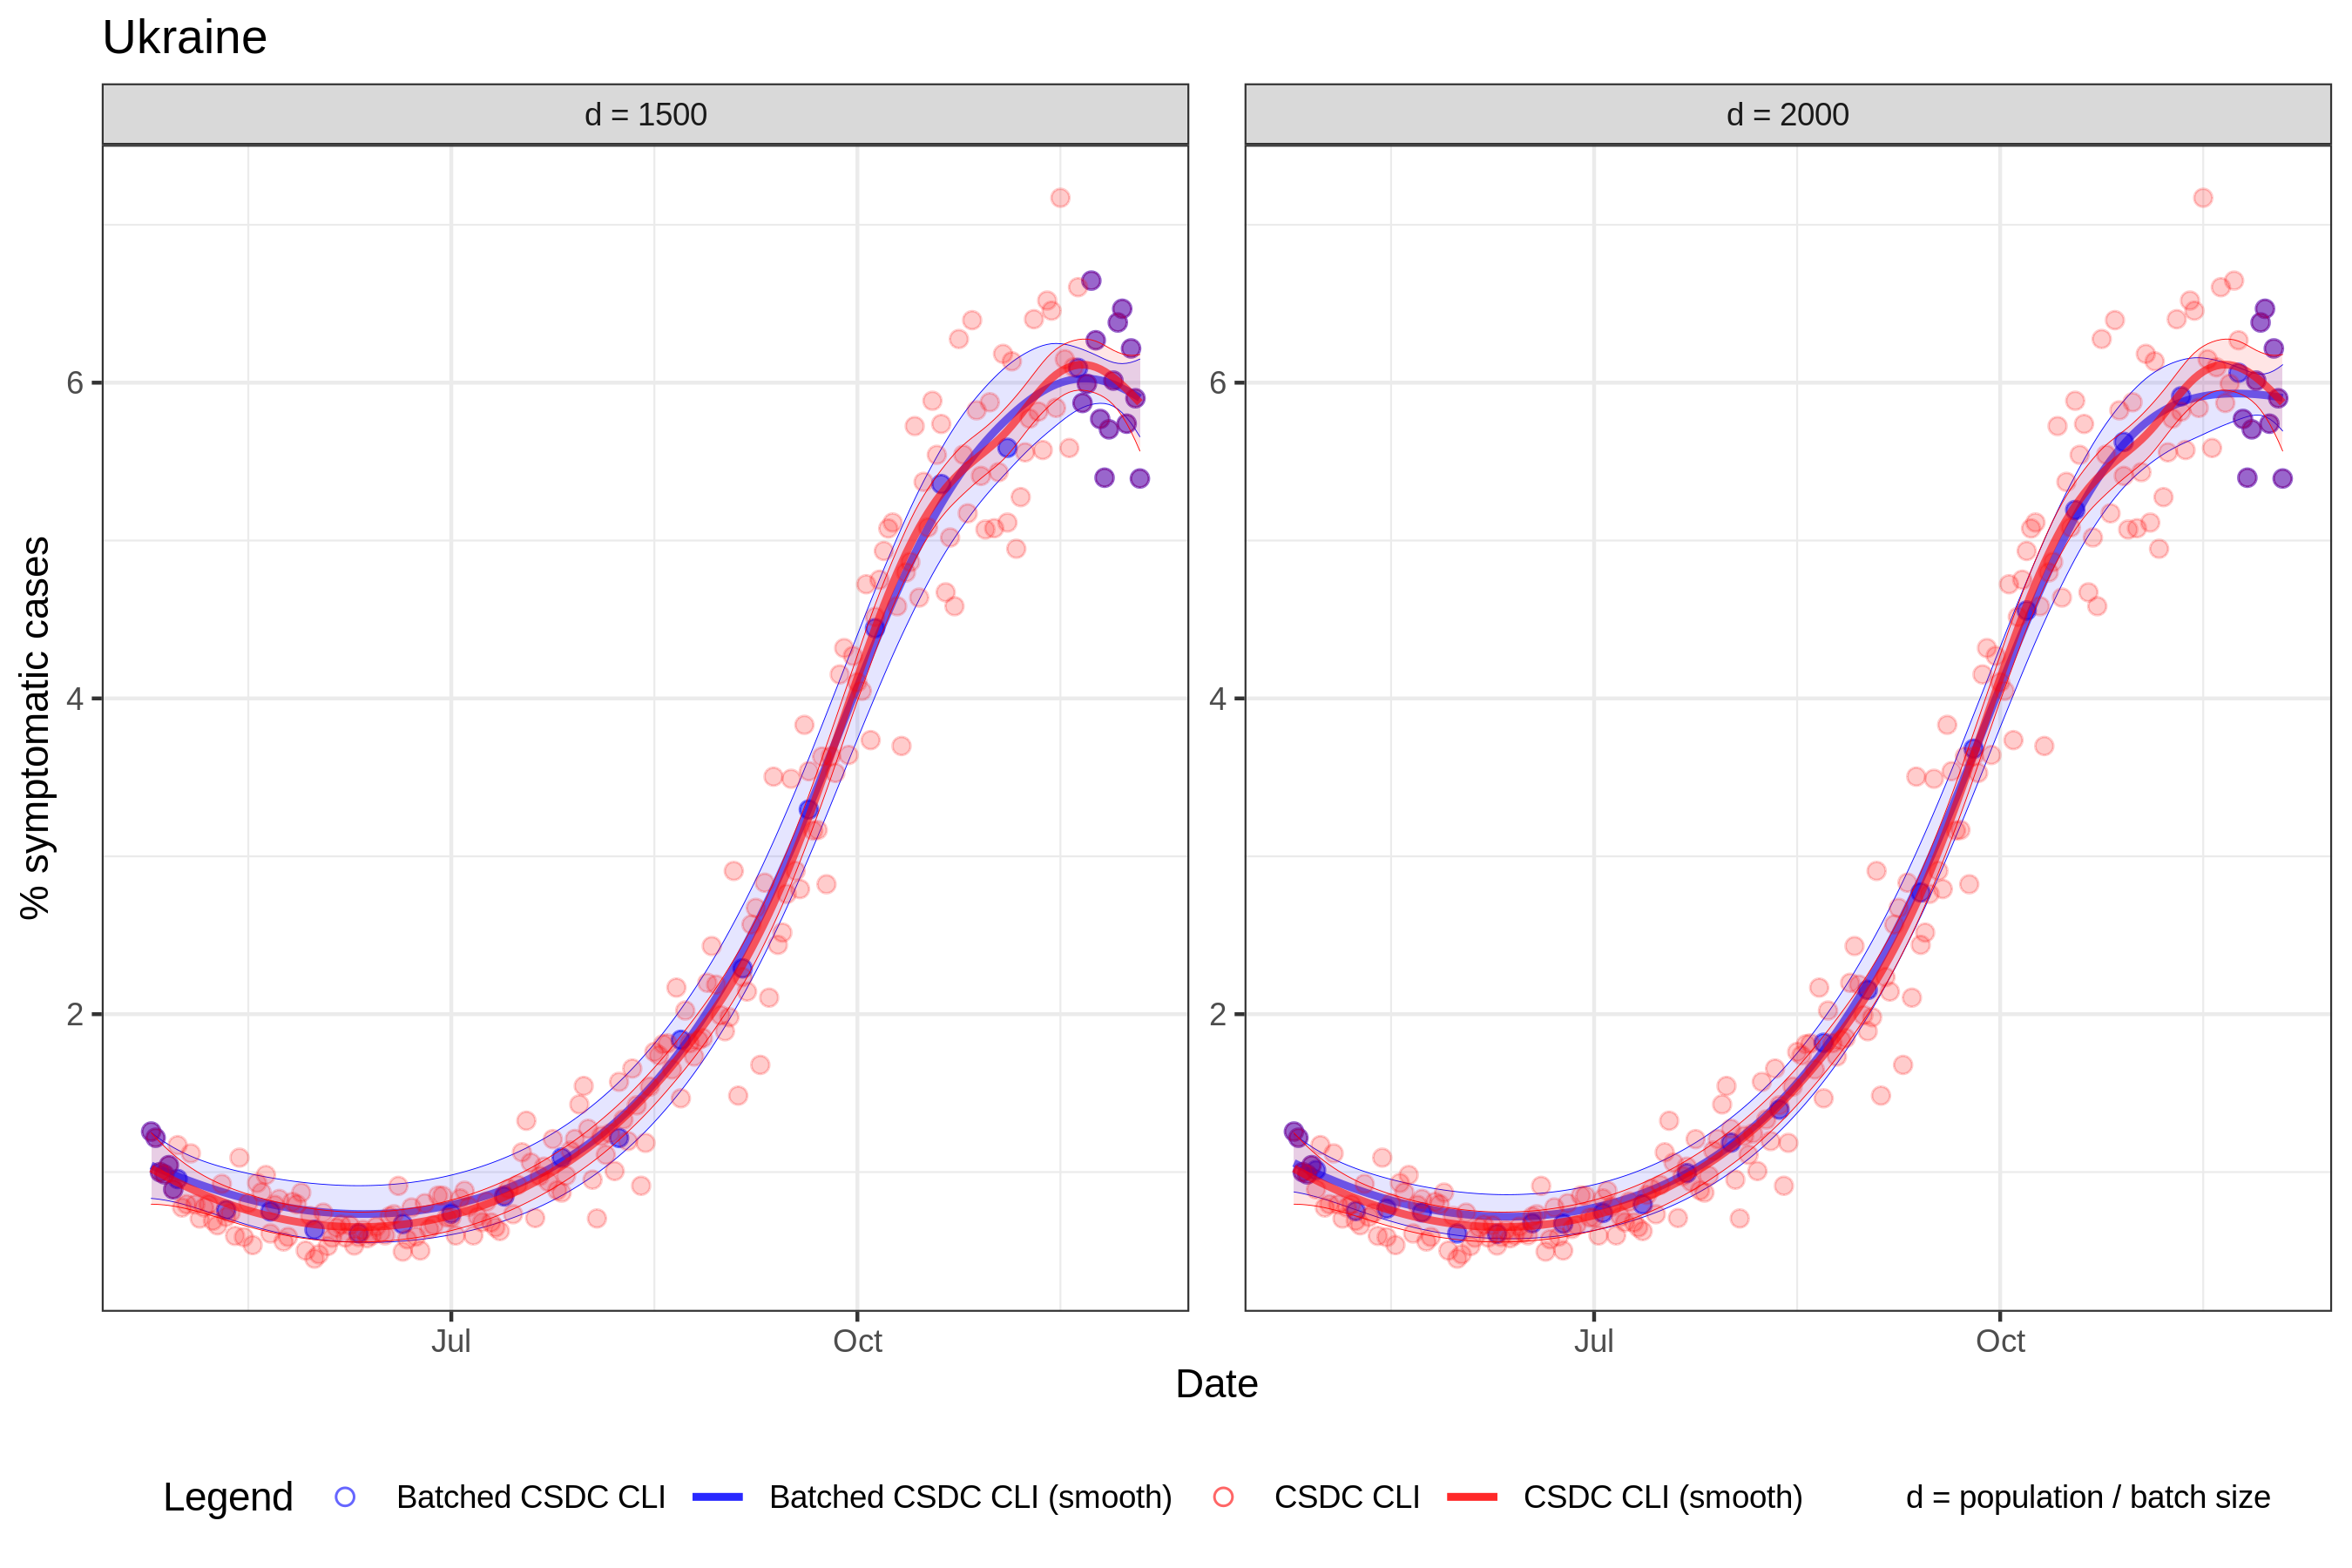 Ukraine
d = 1500
d = 2000
% symptomatic cases
6
4
2
6
4
2
Jul
Oct
Jul
Oct
Date
Legend Batched CSDC CLI Batched CSDC CLI (smooth) CSDC CLI CSDC CLI (smooth) d = population / batch size